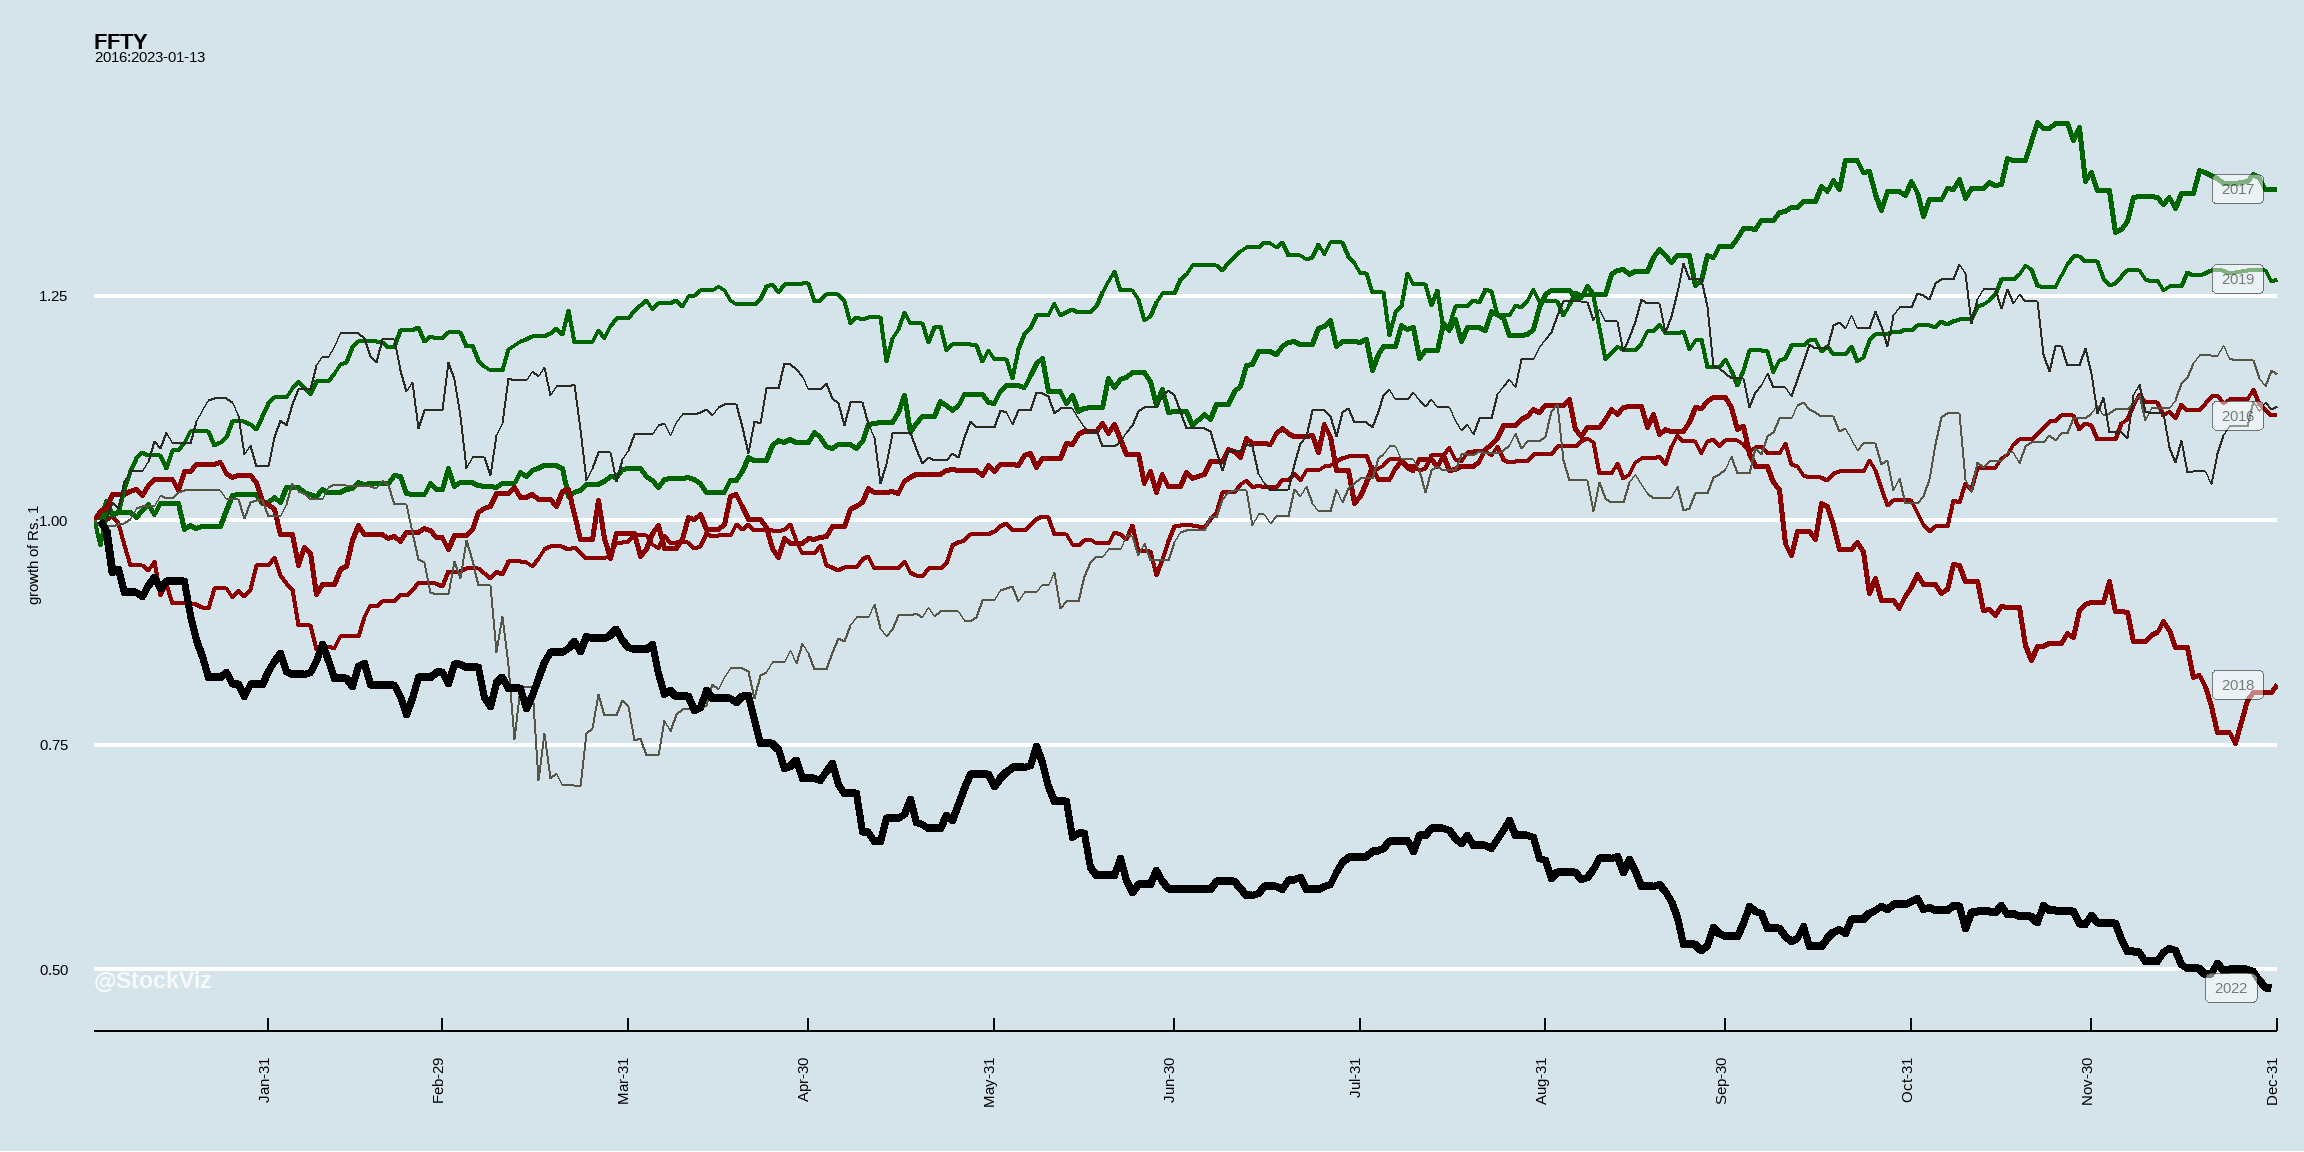 FFTY
2016:2023-01-13
growth of Rs. 1
1.25
1.00
0.75
0.50
2017
2019
2016
2018
2022
@StockViz
Jan-31
Feb-29
Mar-31
Apr-30
May-31
Jun-30
Jul-31
Aug-31
Sep-30
Oct-31
Nov-30
Dec-31